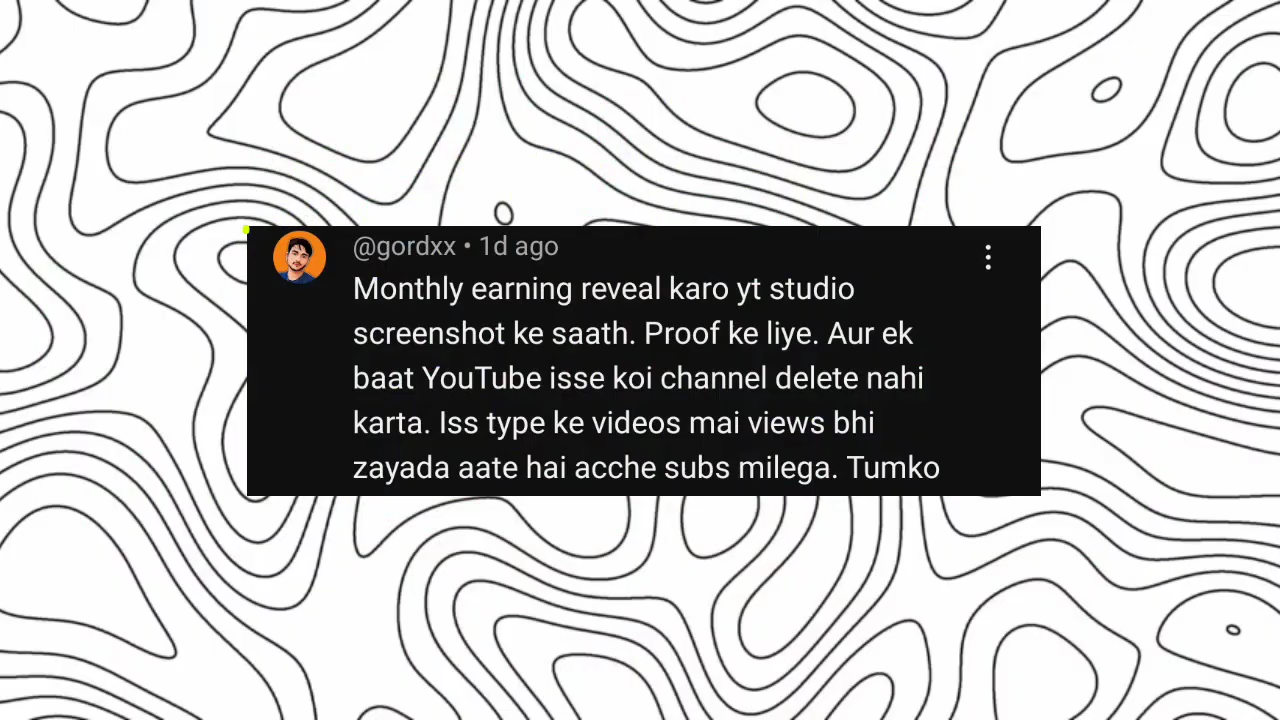 @gordxx • 1d ago
Monthly earning reveal karo yt studio
screenshot ke saath. Proof ke liye. Aur ek
baat YouTube isse koi channel delete nahi
karta. Iss type ke videos mai views bhi
zayada aate hai acche subs milega. Tumko